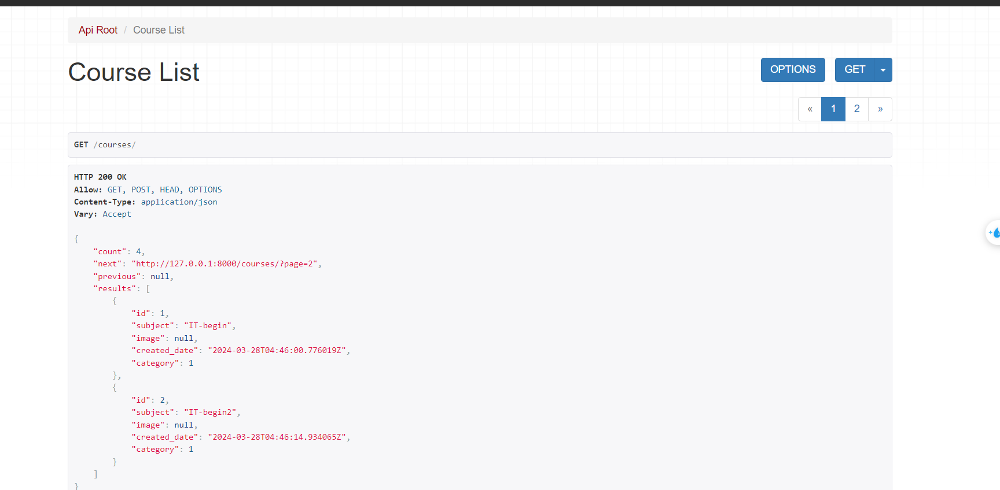 Api Root / Course List
Course List
OPTIONS GET
« 1 2 »
GET /courses/
HTTP 200 OK
Allow: GET, POST, HEAD, OPTIONS
Content-Type: application/json
Vary: Accept
{
    "count": 4,
    "next": "http://127.0.0.1:8000/courses/?page=2",
    "previous": null,
    "results": [
        {
            "id": 1,
            "subject": "IT-begin",
            "image": null,
            "created_date": "2024-03-28T04:46:00.776019Z",
            "category": 1
        },
        {
            "id": 2,
            "subject": "IT-begin2",
            "image": null,
            "created_date": "2024-03-28T04:46:14.934065Z",
            "category": 1
        }
    ]
}